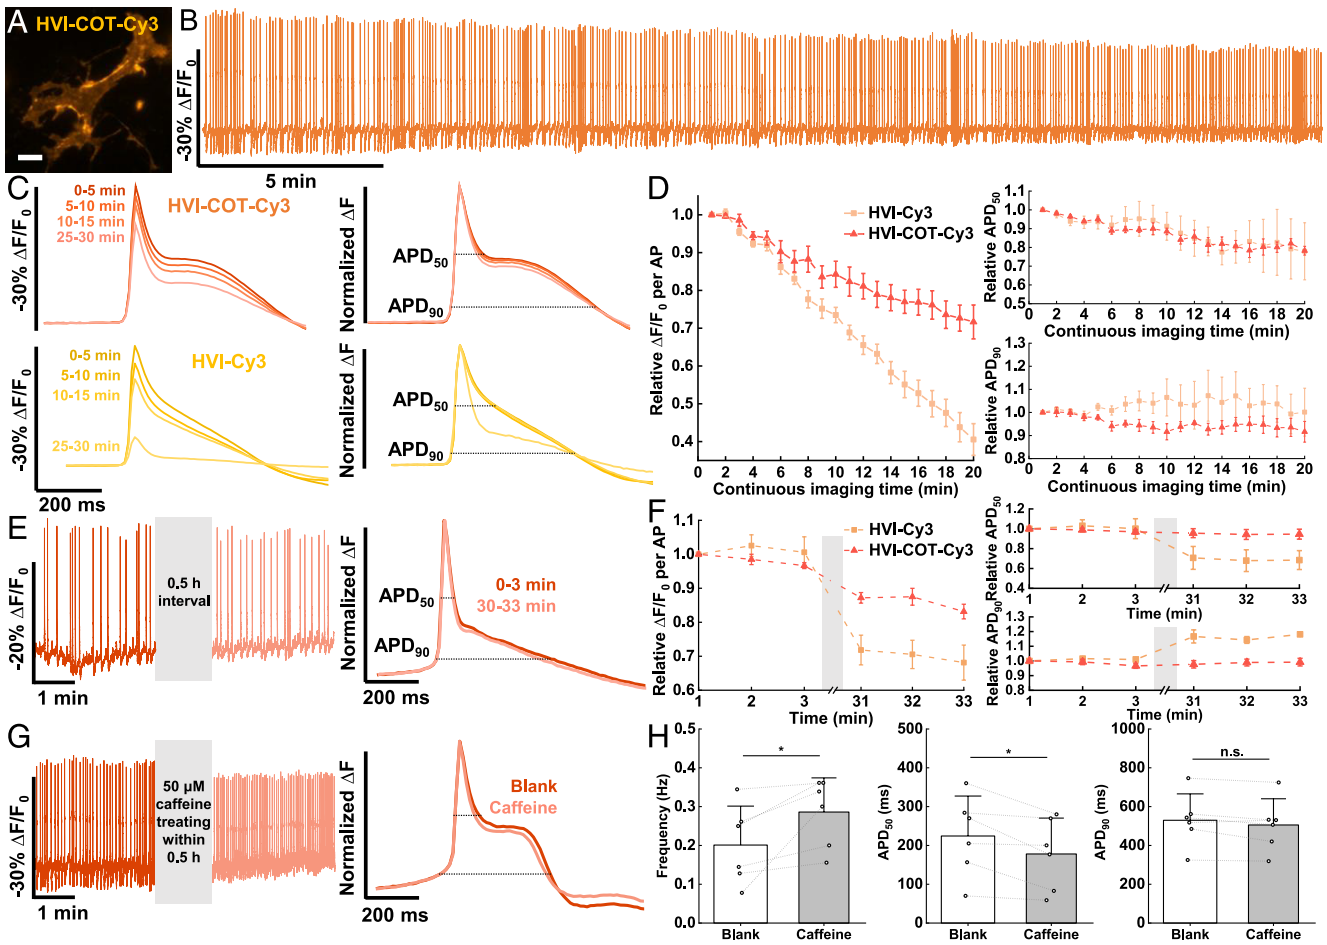 A
HVI-COT-Cy3
B
-30% ΔF/F0
5 min
C
-30% ΔF/F0
0-5 min
5-10 min
10-15 min
25-30 min
HVI-COT-Cy3
Normalized ΔF
APD50
APD90
-30% ΔF/F0
0-5 min
5-10 min
10-15 min
25-30 min
HVI-Cy3
200 ms
Normalized ΔF
APD50
APD90
D
Relative ΔF/F0 per AP
1.0
0.9
0.8
0.7
0.6
0.5
0.4
HVI-Cy3
HVI-COT-Cy3
0 2 4 6 8 10 12 14 16 18 20
Continuous imaging time (min)
Relative APD50
1.1
1.0
0.9
0.8
0.7
0.6
0.5
0 2 4 6 8 10 12 14 16 18 20
Continuous imaging time (min)
Relative APD90
1.3
1.2
1.1
1.0
0.9
0.8
0 2 4 6 8 10 12 14 16 18 20
Continuous imaging time (min)
E
-20% ΔF/F0
0.5 h
interval
1 min
Normalized ΔF
APD50
APD90
0-3 min
30-33 min
200 ms
F
Relative ΔF/F0 per AP
1.1
1.0
0.9
0.8
0.7
0.6
HVI-Cy3
HVI-COT-Cy3
1 2 3 31 32 33
Time (min)
Relative APD50
1.2
1.0
0.8
0.6
0.4
1 2 3 31 32 33
Time (min)
Relative APD90
1.3
1.2
1.1
1.0
0.9
0.8
1 2 3 31 32 33
Time (min)
G
-30% ΔF/F0
50 μM
caffeine
treating
within
0.5 h
1 min
Normalized ΔF
Blank
Caffeine
200 ms
H
Frequency (Hz)
0.5
0.4
0.3
0.2
0.1
0.0
*
Blank Caffeine
APD50 (ms)
500
400
300
200
100
0
*
Blank Caffeine
APD90 (ms)
1000
800
600
400
200
0
n.s.
Blank Caffeine